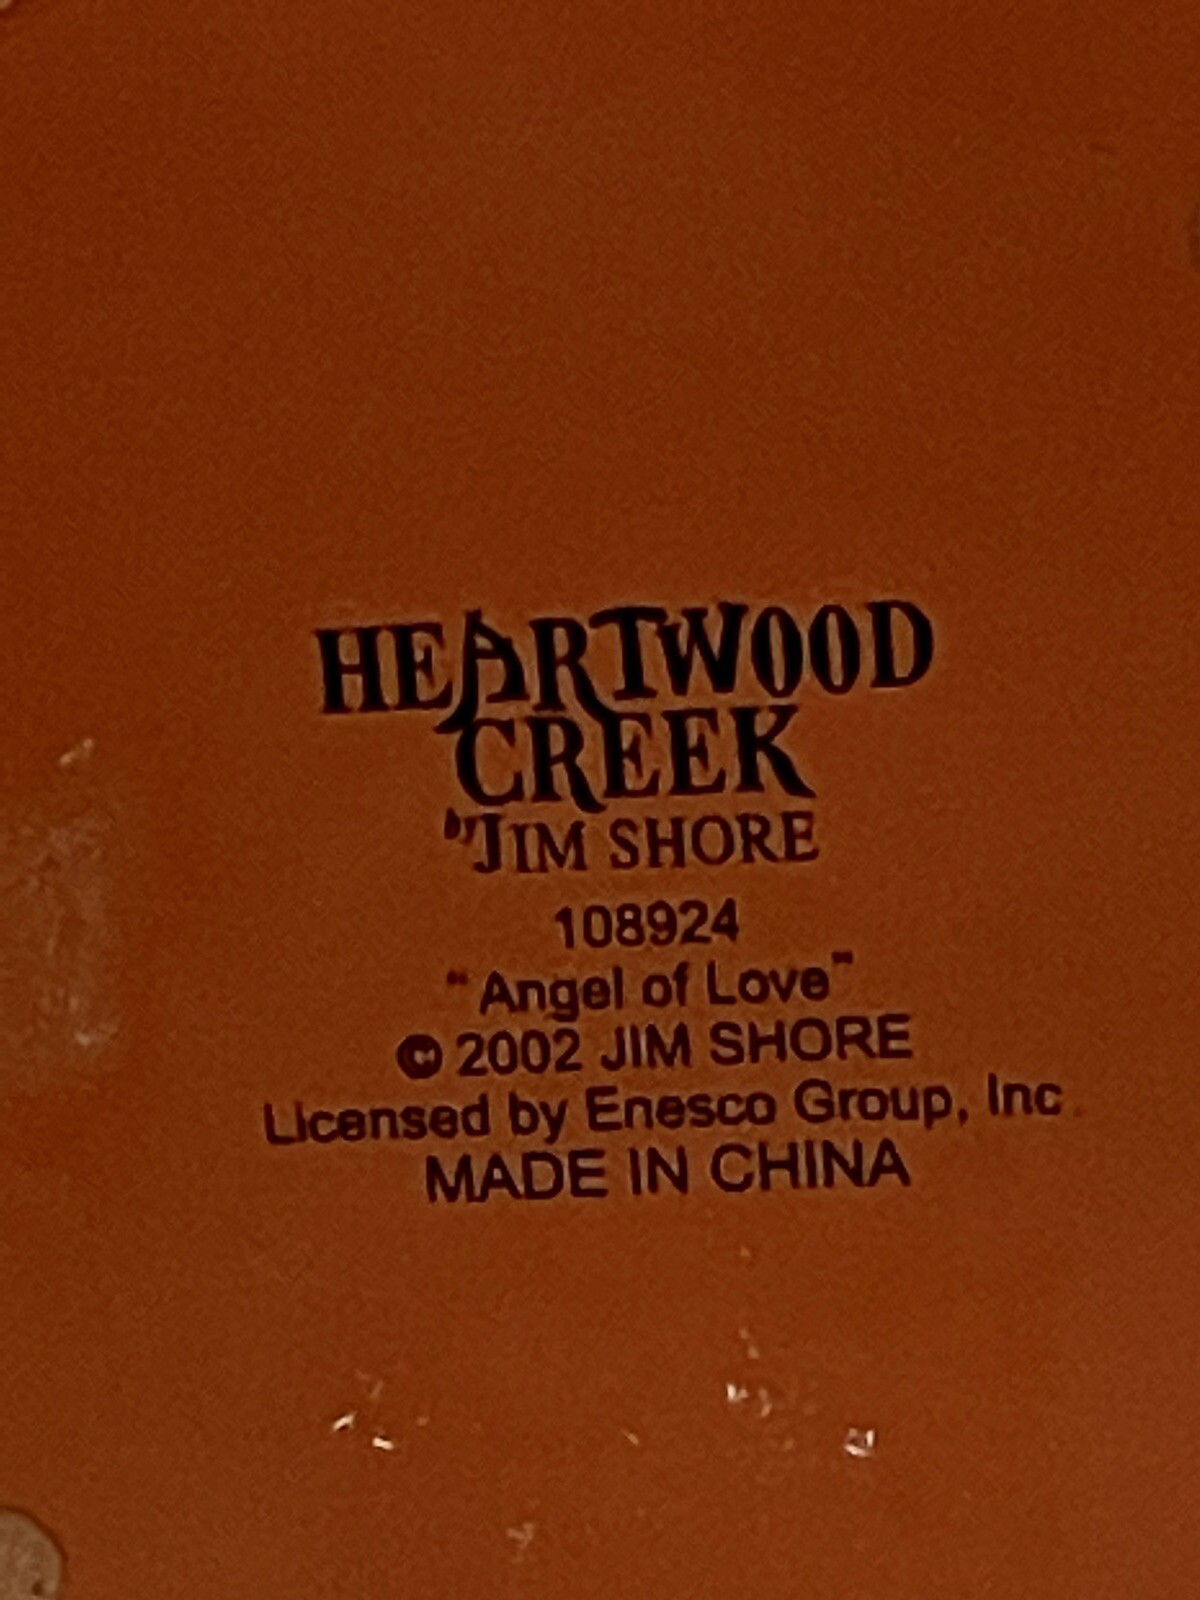 HEARTWOOD
CREEK
by JIM SHORE
108924
"Angel of Love"
© 2002 JIM SHORE
Licensed by Enesco Group, Inc.
MADE IN CHINA